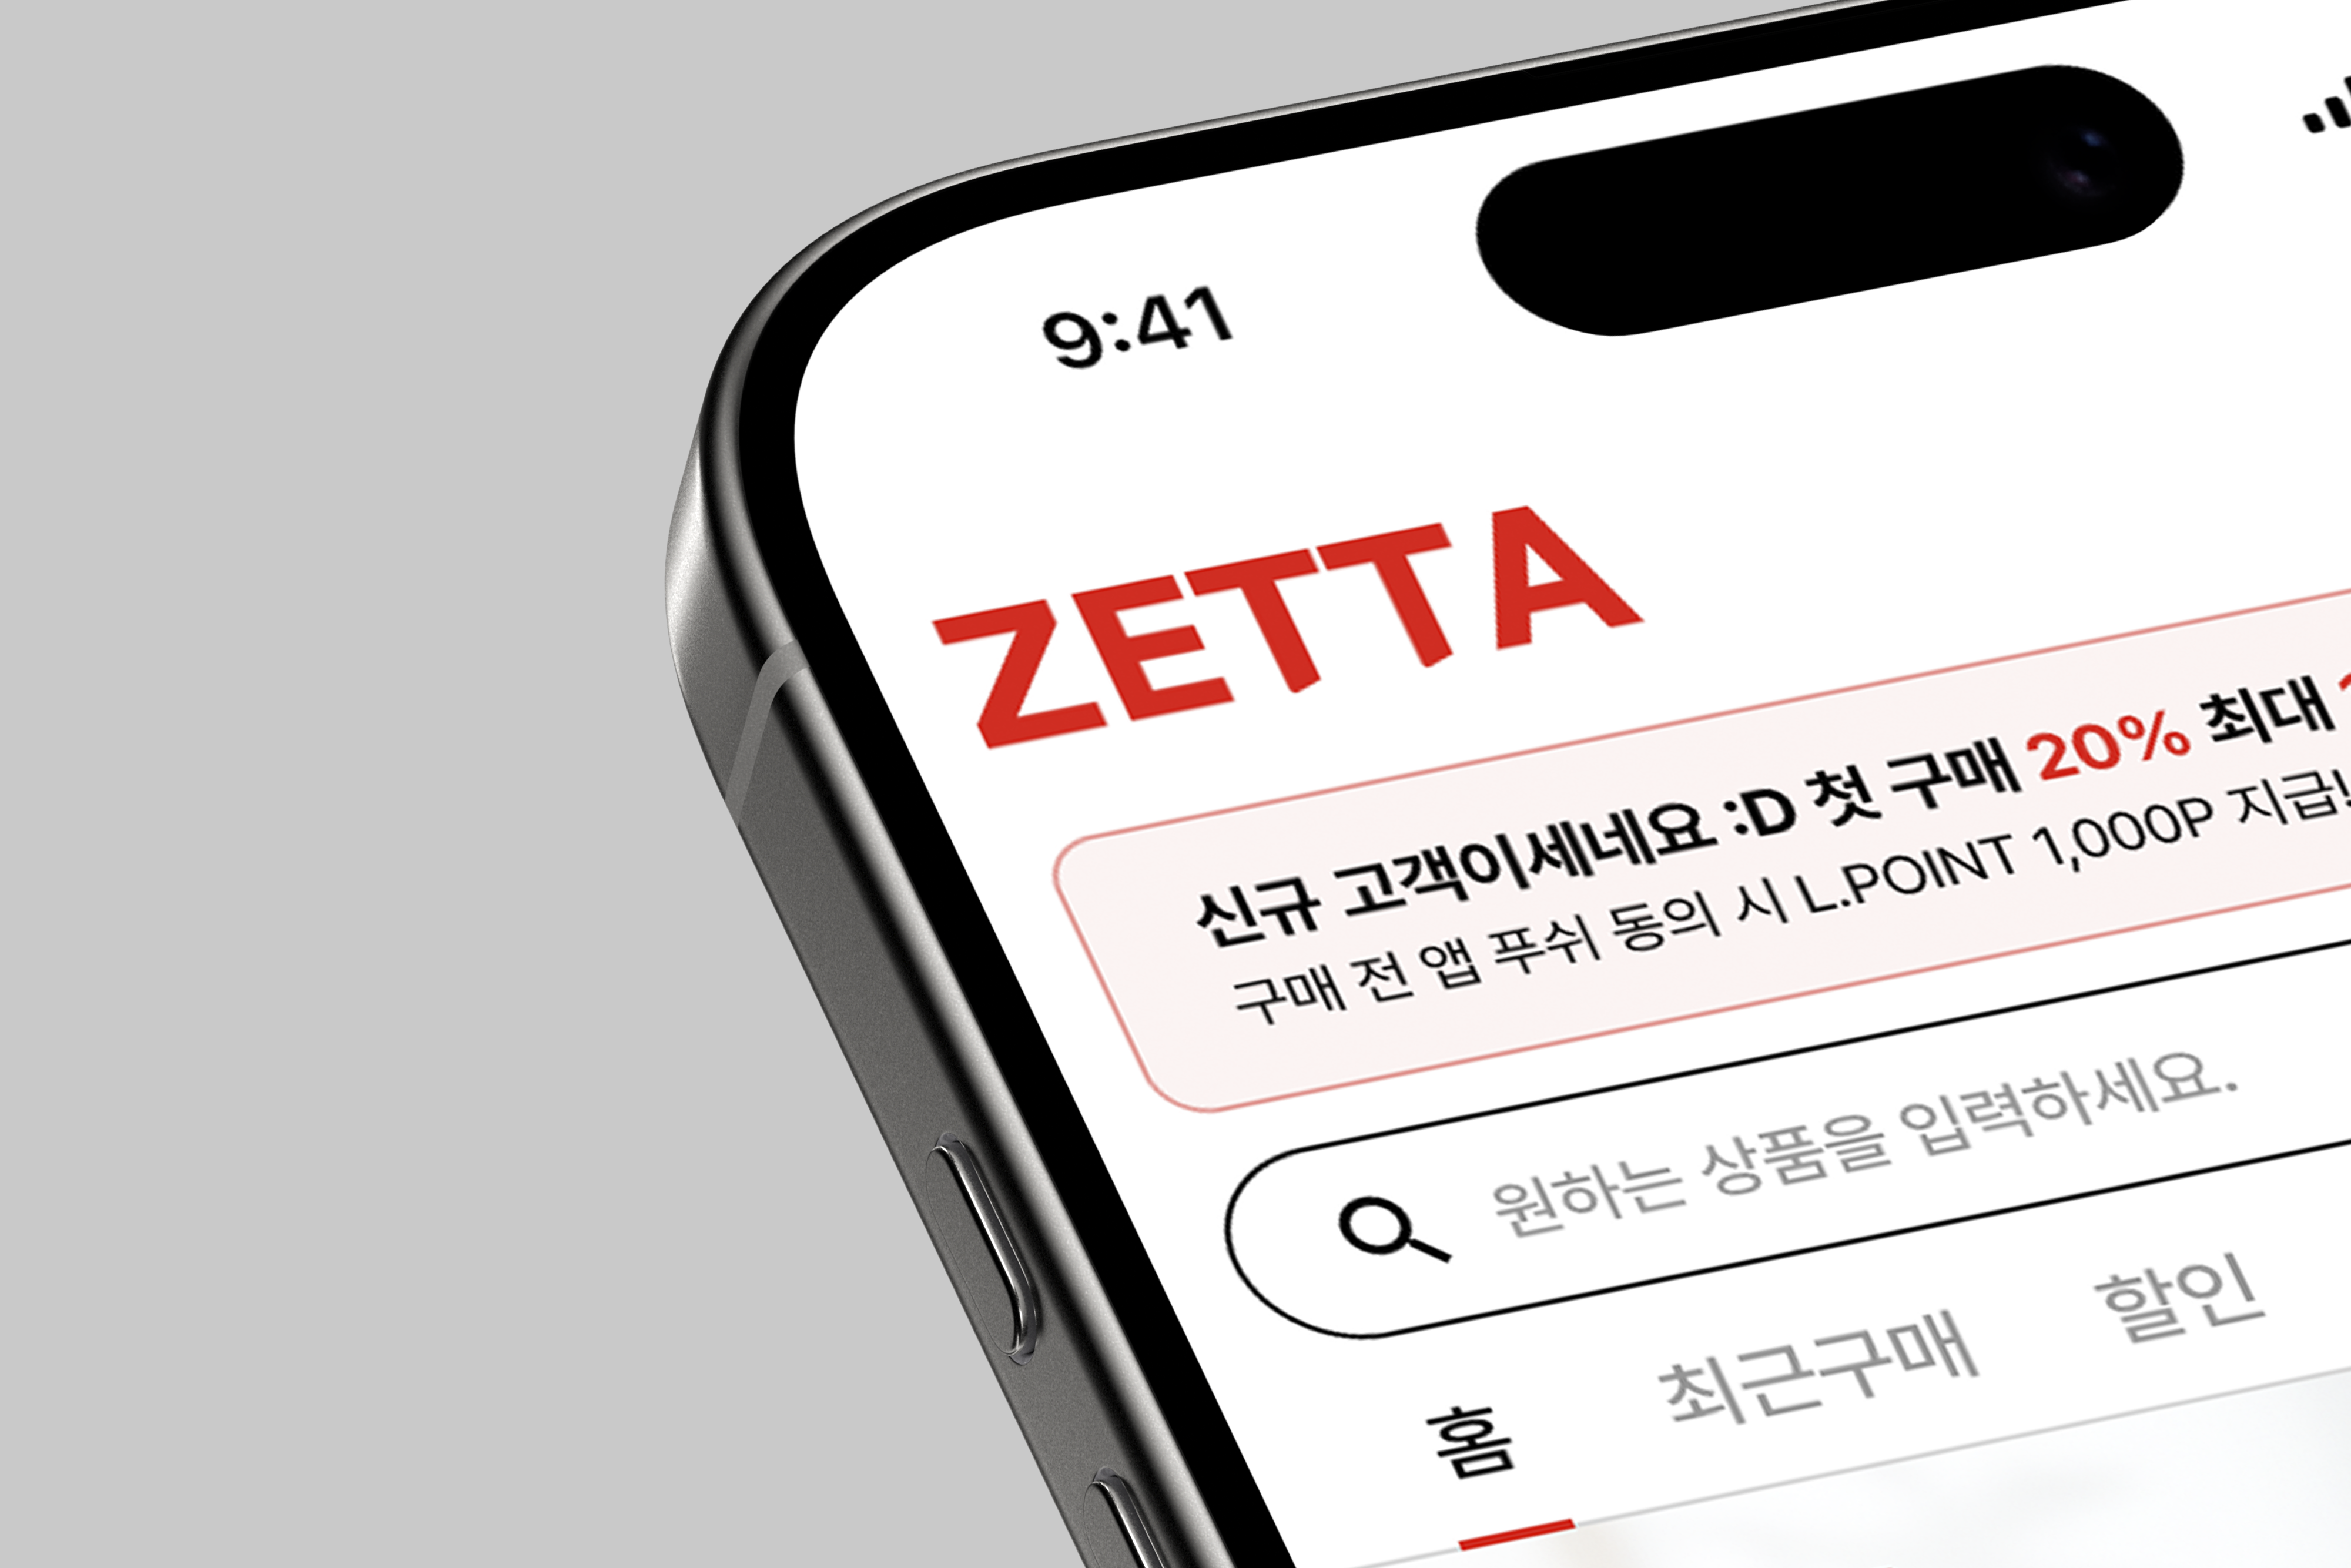 9:41
ZETTA
신규 고객이세네요 :D 첫 구매 20% 최대
구매 전 앱 푸쉬 동의 시 L.POINT 1,000P 지급!
원하는 상품을 입력하세요.
홈 최근구매 할인